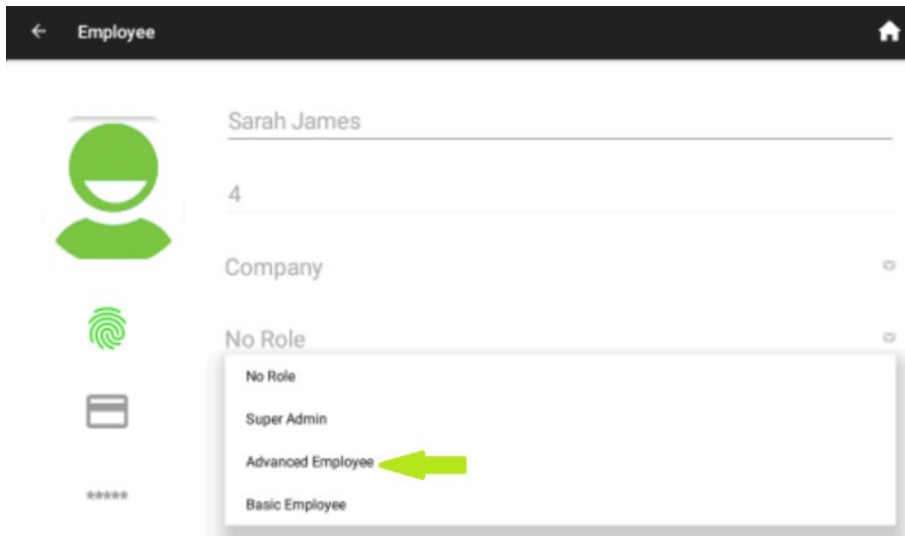 Employee
Sarah James
4
Company
No Role
No Role
Super Admin
Advanced Employee
*****
Basic Employee